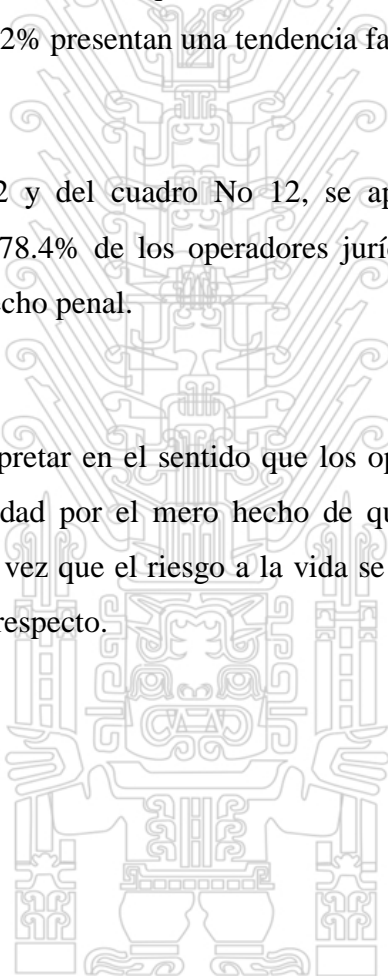 2% presentan una tendencia fa
2 y del cuadro No 12, se ap
78.4% de los operadores juríd
echo penal.
pretar en el sentido que los op
dad por el mero hecho de qu
vez que el riesgo a la vida se
respecto.